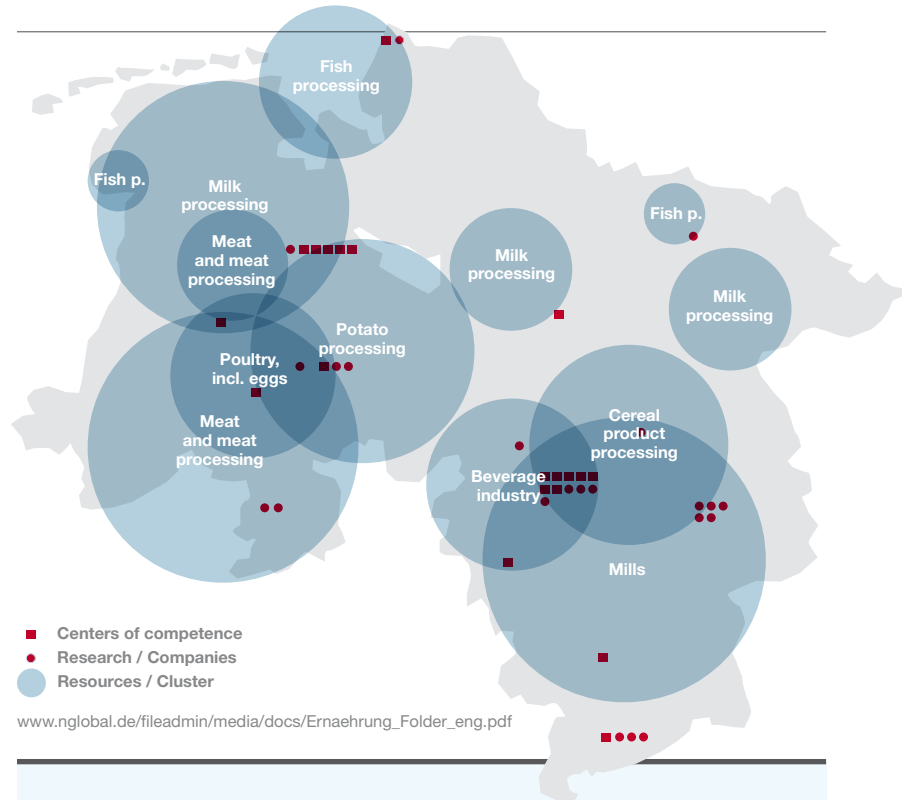 Fish
processing
Fish p.
Milk
processing
Fish p.
Meat
and meat
processing
Milk
processing
Milk
processing
Potato
processing
Poultry,
incl. eggs
Meat
and meat
processing
Cereal
product
processing
Beverage
industry
Mills
Centers of competence
Research / Companies
Resources / Cluster
www.nglobal.de/fileadmin/media/docs/Ernaehrung_Folder_eng.pdf